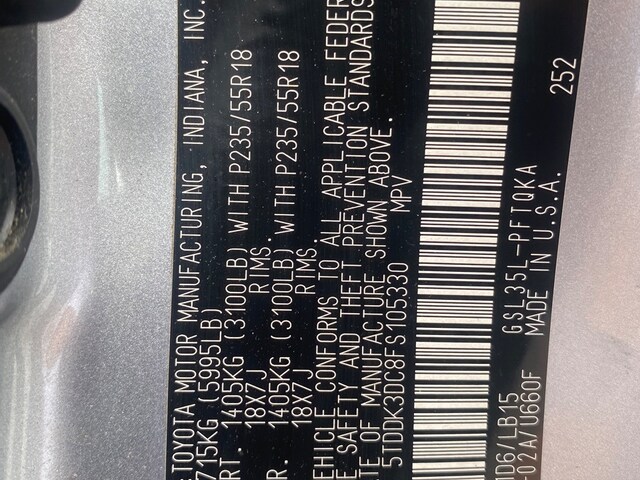 TOYOTA MOTOR MANUFACTURING, INDIANA, INC.
715KG (5995LB)
RT 1405KG (3100LB) WITH P235/55R18
18X7J RIMS.
R. 1405KG (3100LB) WITH P235/55R18
18X7J RIMS.
EHICLE CONFORMS TO ALL APPLICABLE FEDER
E SAFETY AND THEFT PREVENTION STANDARDS
TE OF MANUFACTURE SHOWN ABOVE.
5TDDK3DC8FS105330 MPV
1D6/LB15 GSL35L-PFTQKA
-02A/U660F MADE IN U.S.A. 252